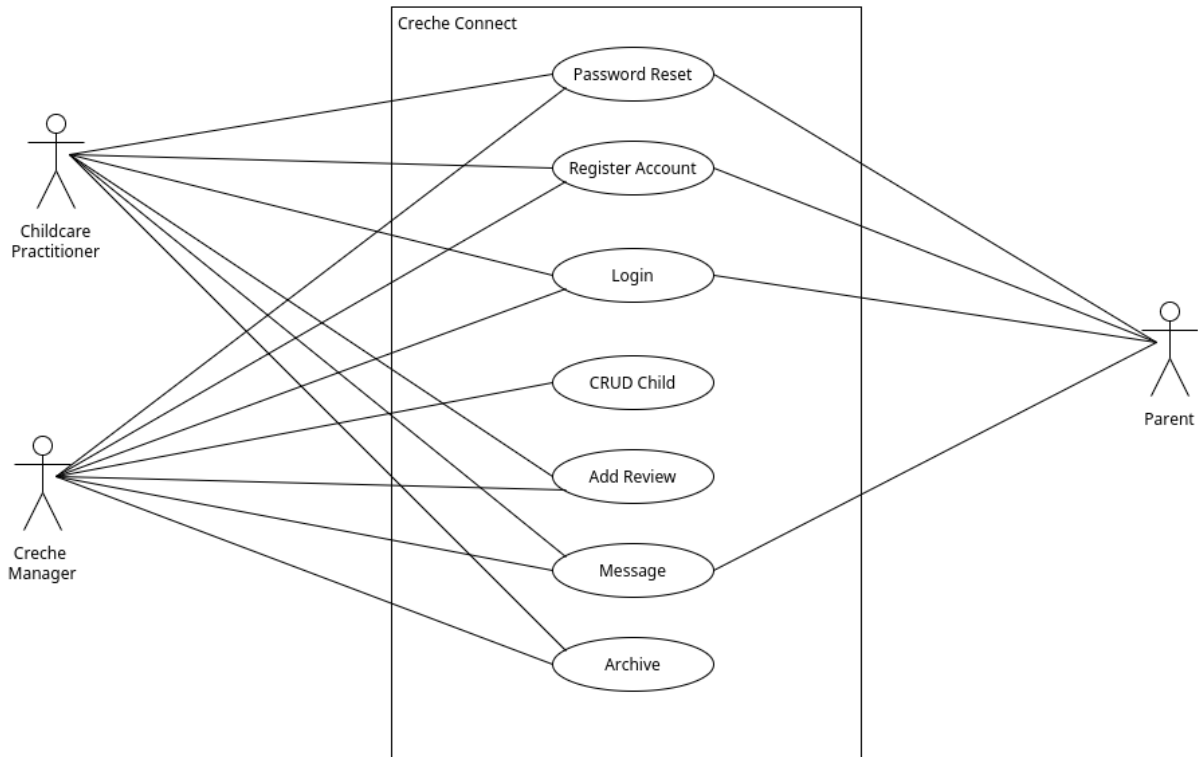 Creche Connect
Password Reset
Register Account
Childcare
Practitioner
Login
CRUD Child
Parent
Add Review
Creche
Manager
Message
Archive